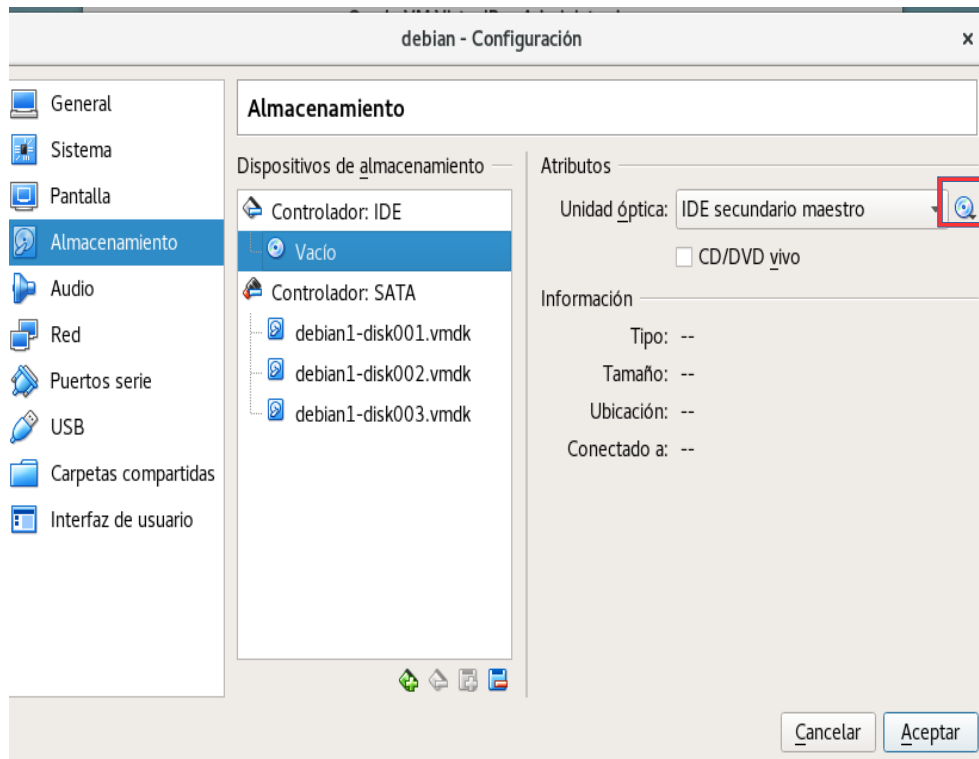 debian - Configuración
General
Sistema
Pantalla
Almacenamiento
Audio
Red
Puertos serie
USB
Carpetas compartidas
Interfaz de usuario
Almacenamiento
Dispositivos de almacenamiento
Controlador: IDE
Vacío
Controlador: SATA
debian1-disk001.vmdk
debian1-disk002.vmdk
debian1-disk003.vmdk
Atributos
Unidad óptica: IDE secundario maestro
CD/DVD vivo
Información
Tipo: --
Tamaño: --
Ubicación: --
Conectado a: --
Cancelar Aceptar